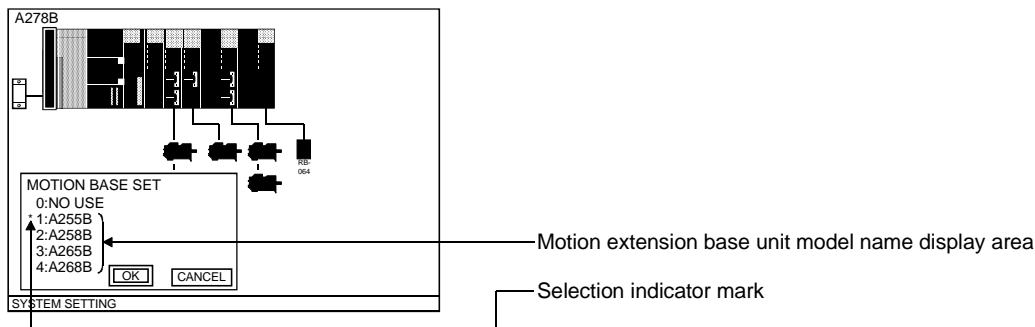 A278B
RB-
064
MOTION BASE SET
0:NO USE
* 1:A255B
2:A258B
3:A265B
4:A268B
OK CANCEL
SYSTEM SETTING
Motion extension base unit model name display area
Selection indicator mark